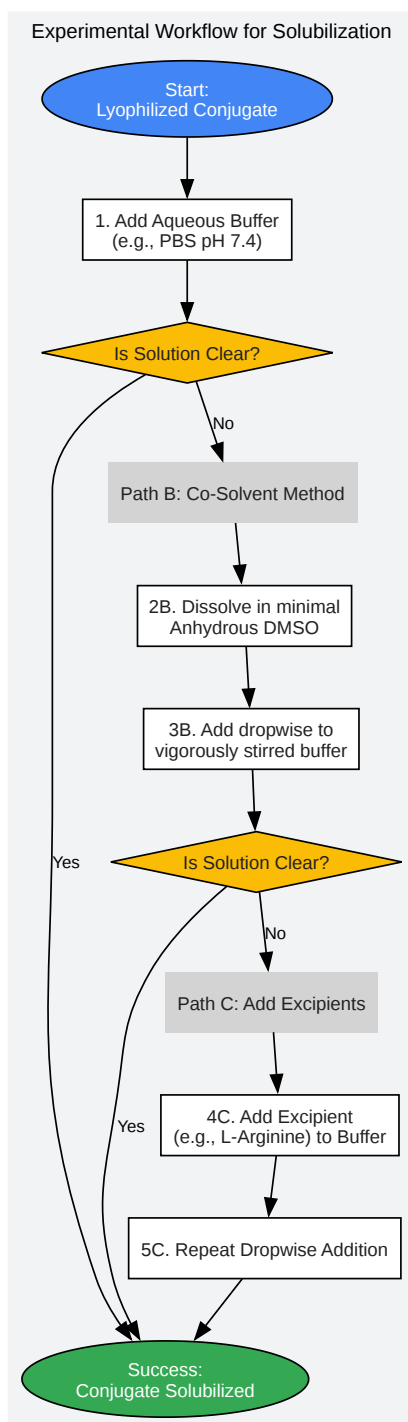 Experimental Workflow for Solubilization
Start:
Lyophilized Conjugate
1. Add Aqueous Buffer
(e.g., PBS pH 7.4)
Is Solution Clear?
No
Path B: Co-Solvent Method
2B. Dissolve in minimal
Anhydrous DMSO
3B. Add dropwise to
vigorously stirred buffer
Is Solution Clear?
Yes
No
Path C: Add Excipients
4C. Add Excipient
(e.g., L-Arginine) to Buffer
Yes
5C. Repeat Dropwise Addition
Success:
Conjugate Solubilized